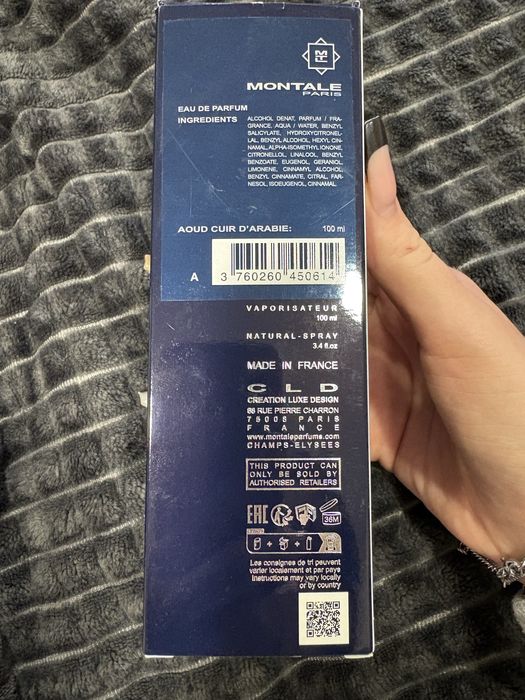 MONTALE
PARIS
EAU DE PARFUM
INGREDIENTS
ALCOHOL DENAT, PARFUM / FRA-
GRANCE, AQUA / WATER, BENZYL
SALICYLATE, HYDROXYCITRONEL-
LAL, BENZYL ALCOHOL, HEXYL CIN-
NAMAL, ALPHA-ISOMETHYL IONONE,
CITRONELLOL, LINALOOL, BENZYL
BENZOATE, EUGENOL, GERANIOL,
LIMONENE, CINNAMYL ALCOHOL,
BENZYL CINNAMATE, CITRAL, FAR-
NESOL, ISOEUGENOL, CINNAMAL.
AOUD CUIR D'ARABIE: 100 ml
A 3 760260 450614
VAPORISATEUR
100 ml
NATURAL-SPRAY
3.4 fl.oz
MADE IN FRANCE
CLD
CREATION LUXE DESIGN
86 RUE PIERRE CHARRON
75008 PARIS
FRANCE
www.montaleparfums.com
CHAMPS-ELYSEES
THIS PRODUCT CAN
ONLY BE SOLD BY
AUTHORISED RETAILERS
EAC
36M
Les consignes de tri peuvent
varier localement et par pays
Instructions may vary locally
or by country